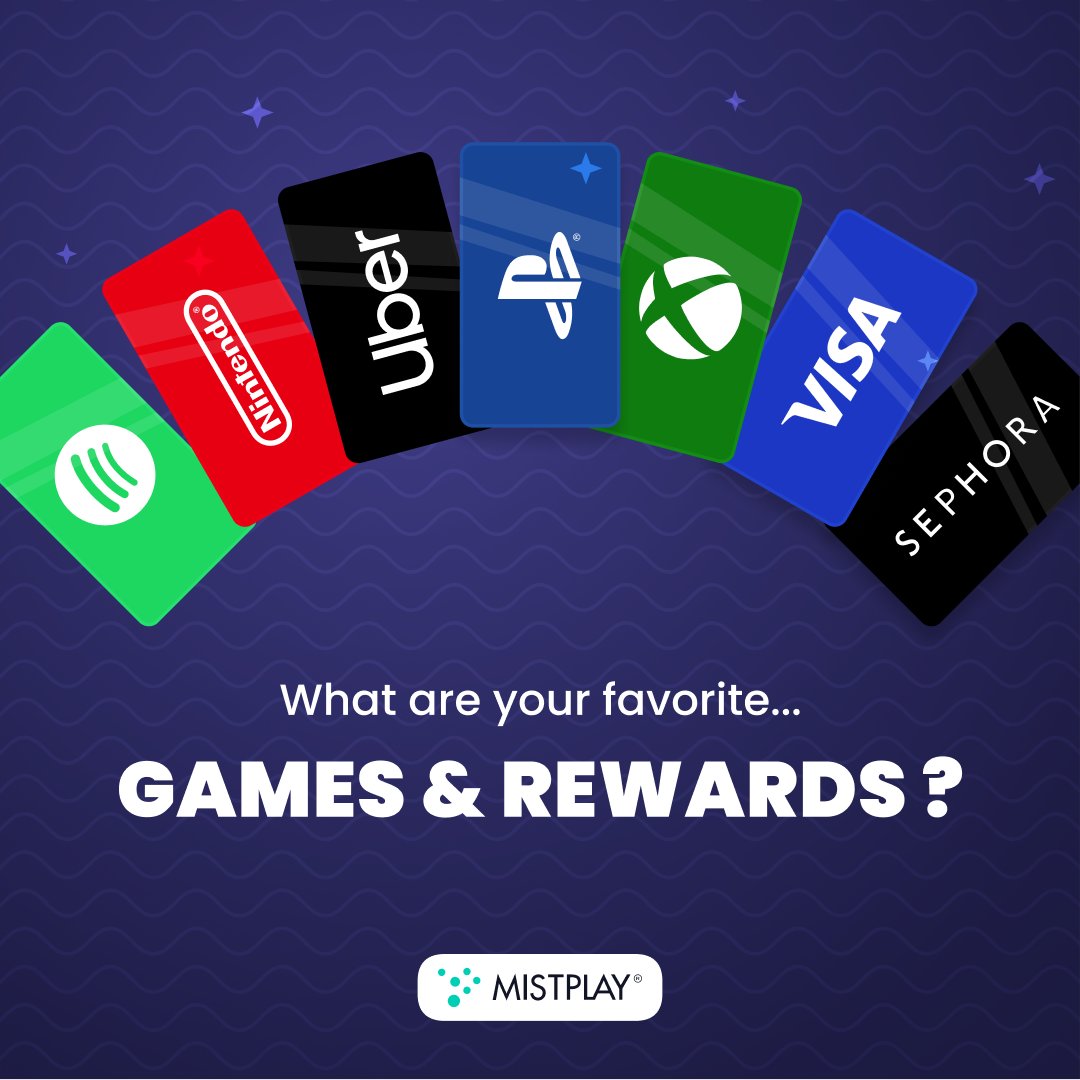 Nintendo®
Uber
®
VISA
SEPHORA
What are your favorite...
GAMES & REWARDS ?
MISTPLAY®